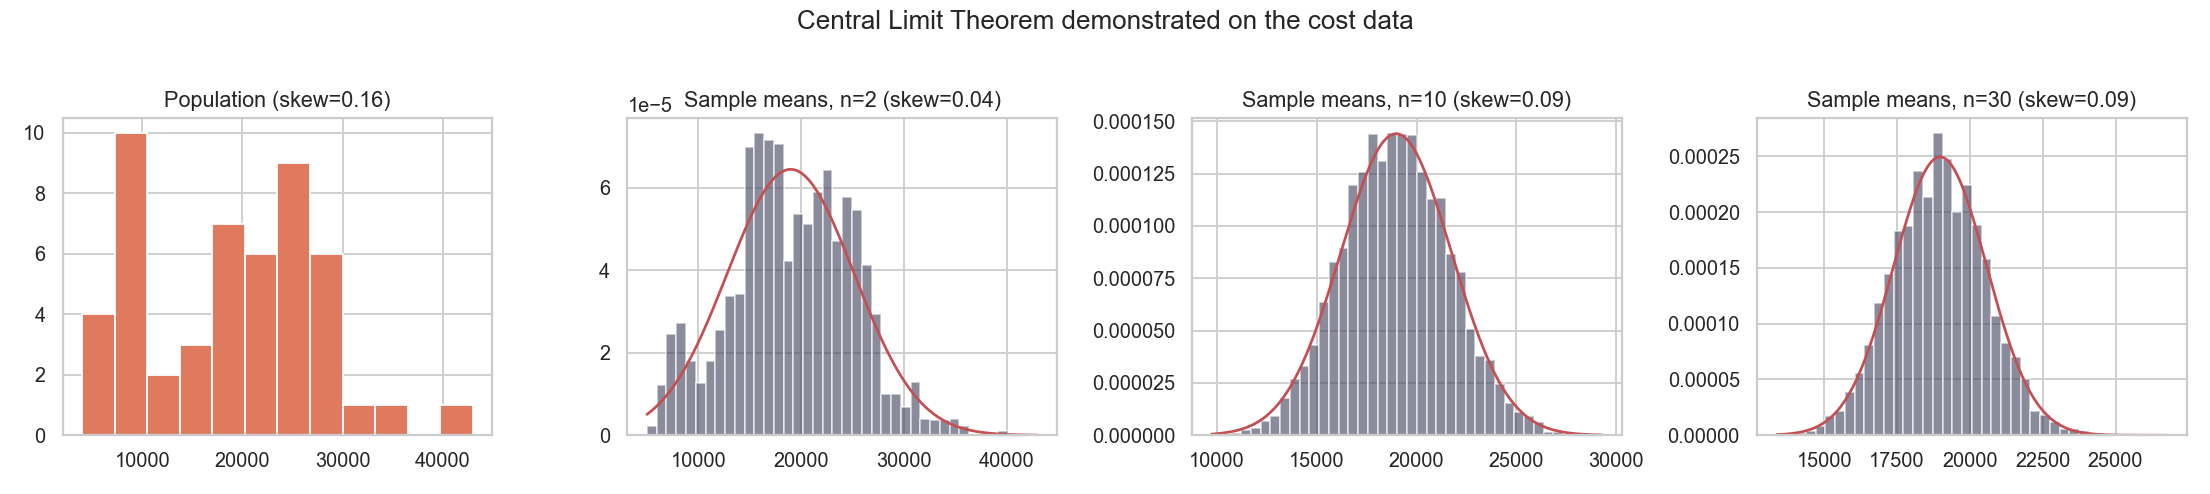 Central Limit Theorem demonstrated on the cost data
Population (skew=0.16)
10
8
6
4
2
0
10000 20000 30000 40000
1e−5 Sample means, n=2 (skew=0.04)
6
4
2
0
10000 20000 30000 40000
Sample means, n=10 (skew=0.09)
0.000150
0.000125
0.000100
0.000075
0.000050
0.000025
0.000000
10000 15000 20000 25000 30000
Sample means, n=30 (skew=0.09)
0.00025
0.00020
0.00015
0.00010
0.00005
0.00000
15000 17500 20000 22500 25000